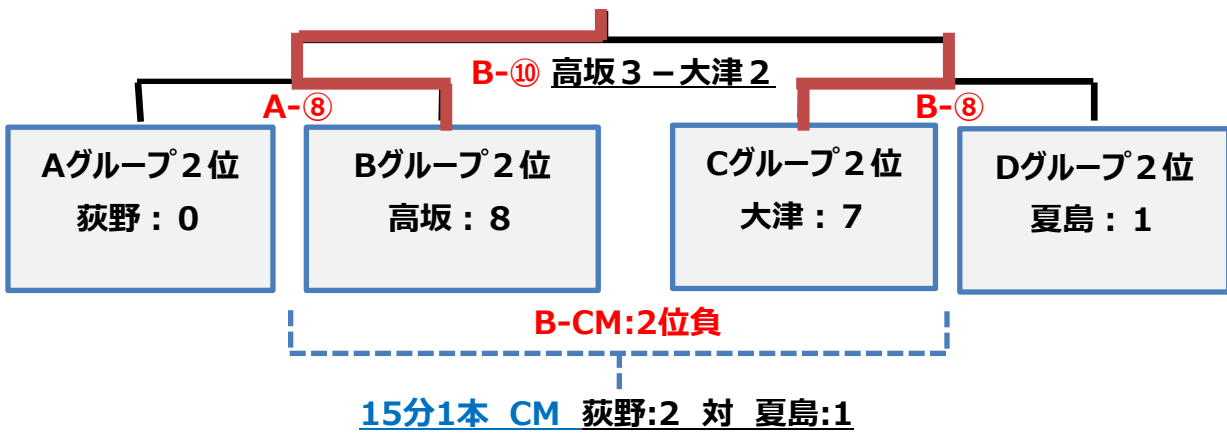 B-⑩ 高坂３－大津２
A-⑧
B-⑧
Aグループ２位
荻野：０
Bグループ２位
高坂：８
Cグループ２位
大津：７
Dグループ２位
夏島：１
B-CM:2位負
15分1本 CM 荻野:2 対 夏島:1